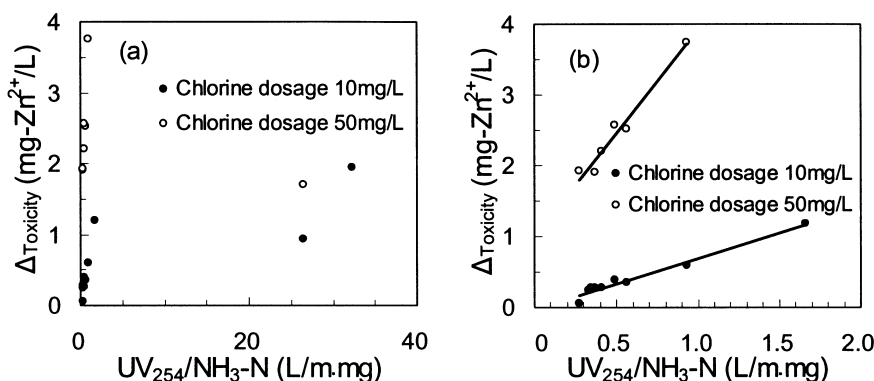 4
3
2
1
0
Δ_Toxicity (mg-Zn²⁺/L)
(a)
Chlorine dosage 10mg/L
Chlorine dosage 50mg/L
0
20
40
UV₂₅₄/NH₃-N (L/m·mg)
4
3
2
1
0
Δ_Toxicity (mg-Zn²⁺/L)
(b)
Chlorine dosage 10mg/L
Chlorine dosage 50mg/L
0
0.5
1.0
1.5
2.0
UV₂₅₄/NH₃-N (L/m·mg)